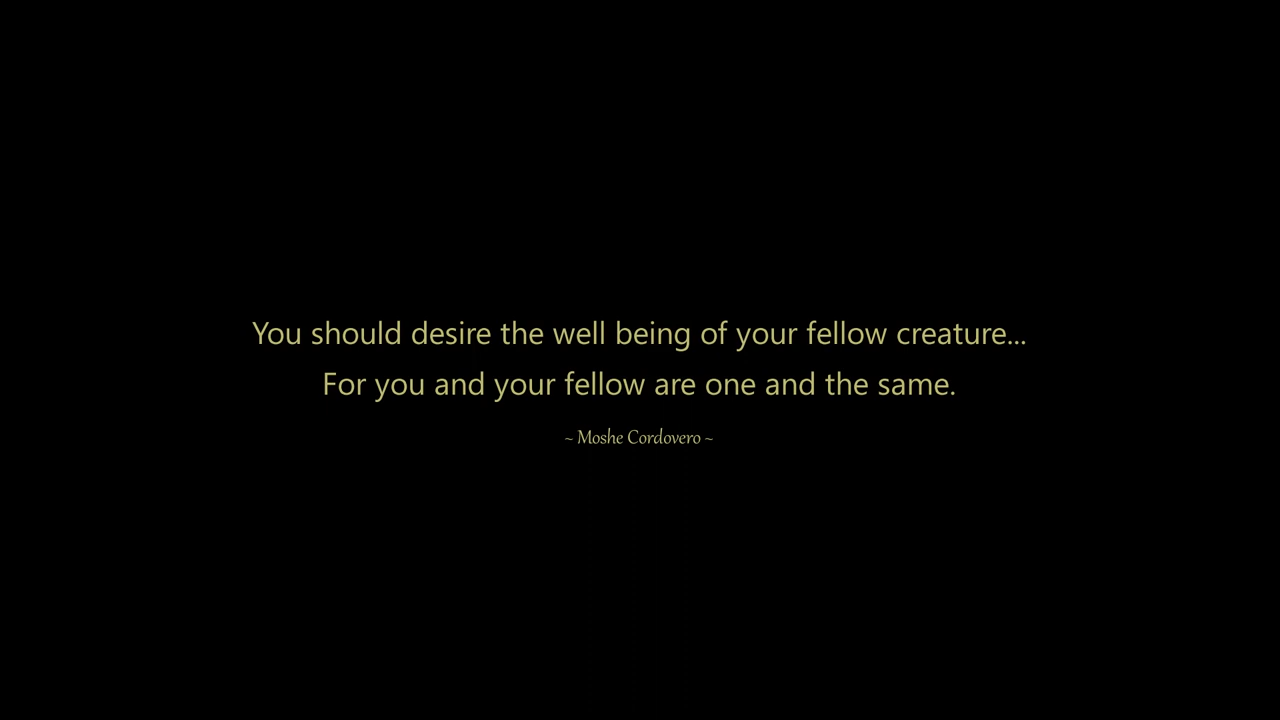 You should desire the well being of your fellow creature...
For you and your fellow are one and the same.
~ Moshe Cordovero ~